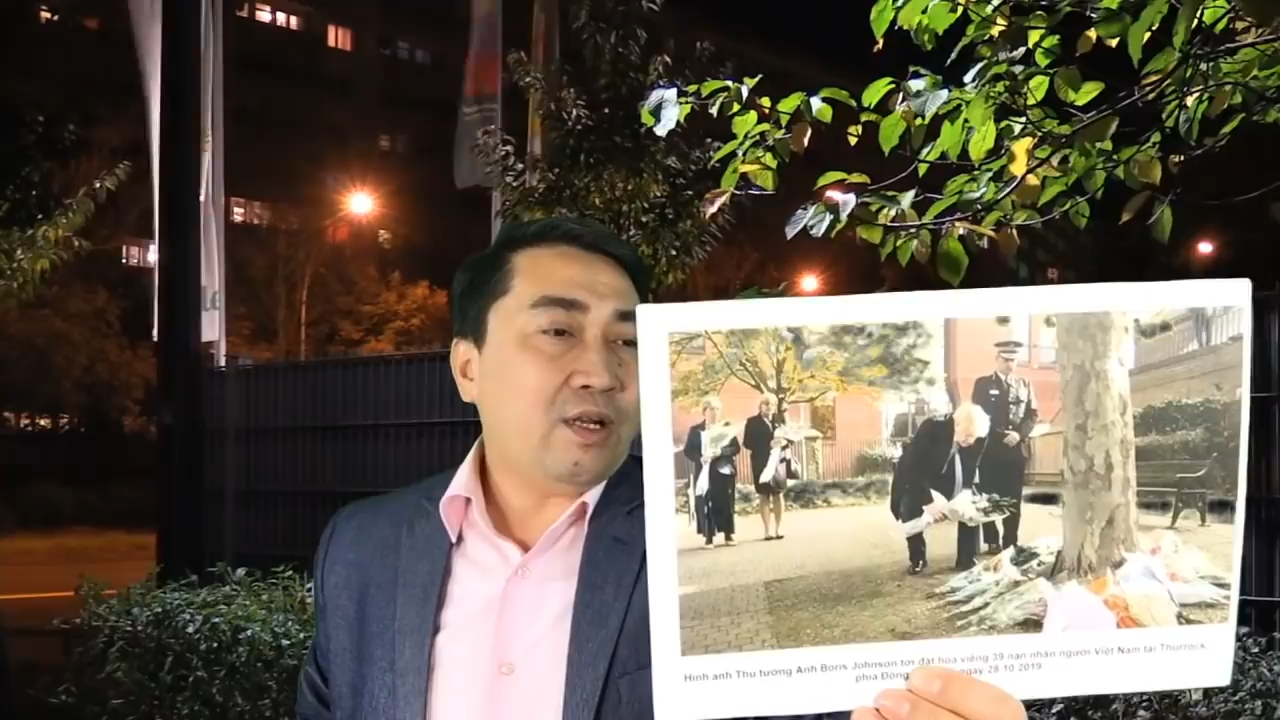 le
Hình ảnh Thủ tướng Anh Boris Johnson tới đặt hoa viếng 39 nạn nhân người Việt Nam tại Thurrock,
phía Đông ngày 28.10.2019